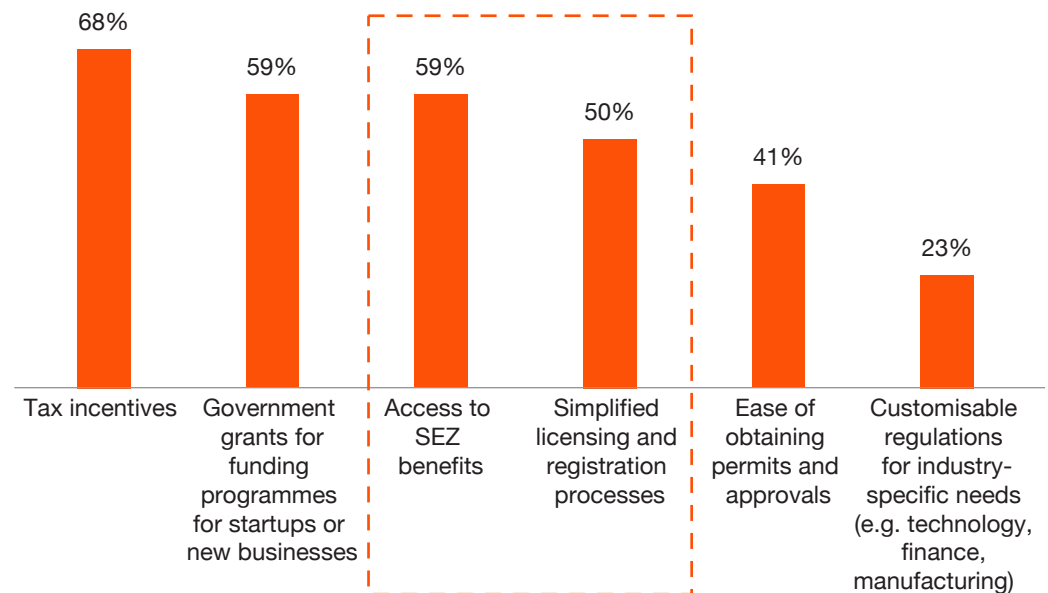 68%
59%
59%
50%
41%
23%
Tax incentives
Government
grants for
funding
programmes
for startups or
new businesses
Access to
SEZ
benefits
Simplified
licensing and
registration
processes
Ease of
obtaining
permits and
approvals
Customisable
regulations
for industry-
specific needs
(e.g. technology,
finance,
manufacturing)